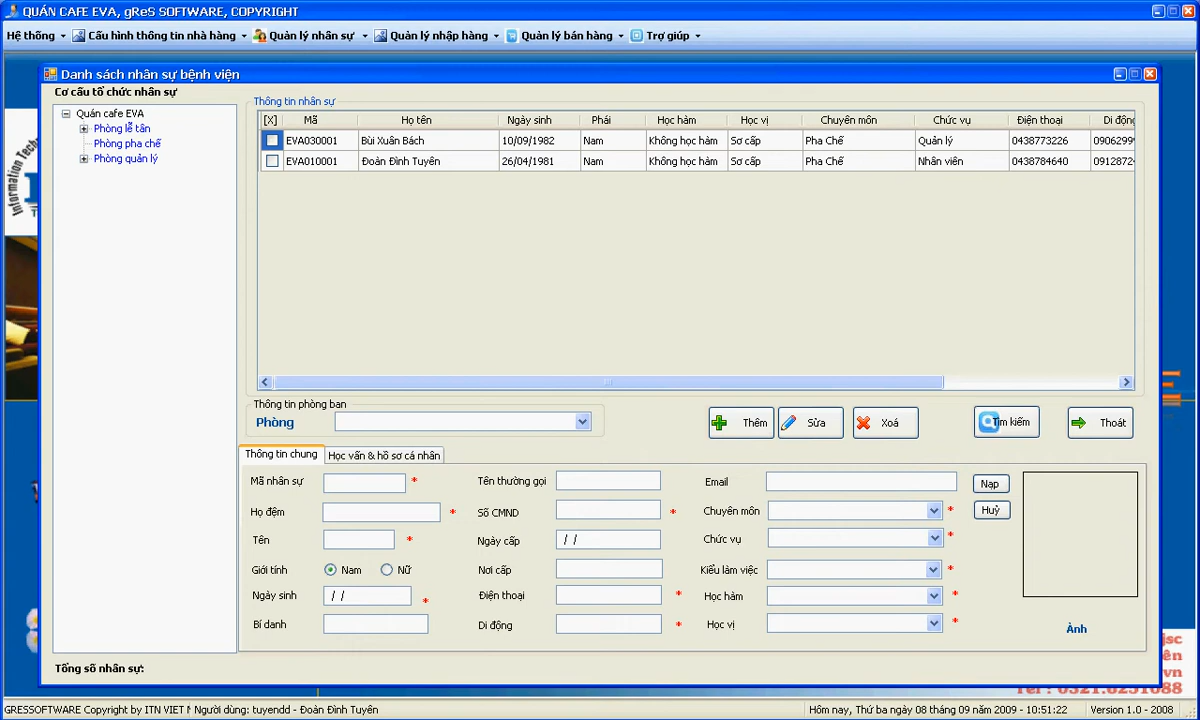 QUÁN CAFE EVA, gReS SOFTWARE, COPYRIGHT
Hệ thống Cấu hình thông tin nhà hàng Quản lý nhân sự Quản lý nhập hàng Quản lý bán hàng Trợ giúp
Danh sách nhân sự bệnh viện
Cơ cấu tổ chức nhân sự
Quán cafe EVA
Phòng lễ tân
Phòng pha chế
Phòng quản lý
Information
Thông tin nhân sự
[X] Mã Họ tên Ngày sinh Phái Học hàm Học vị Chuyên môn Chức vụ Điện thoại Di động
EVA030001 Bùi Xuân Bách 10/09/1982 Nam Không học hàm Sơ cấp Pha Chế Quản lý 0438773226 0906299
EVA010001 Đoàn Đình Tuyên 26/04/1981 Nam Không học hàm Sơ cấp Pha Chế Nhân viên 0438784640 0912872
Thông tin phòng ban
Phòng
Thêm Sửa Xoá Tìm kiếm Thoát
Thông tin chung Học vấn & hồ sơ cá nhân
Mã nhân sự * Tên thường gọi Email Nạp
Họ đệm * Số CMND * Chuyên môn * Huỷ
Tên * Ngày cấp / / Chức vụ *
Giới tính Nam Nữ Nơi cấp Kiểu làm việc *
Ngày sinh / / * Điện thoại * Học hàm *
Bí danh Di động * Học vị *
Ảnh
Tổng số nhân sự:
jsc
ên
vn
GRESSOFTWARE Copyright by ITN VIET N Người dùng: tuyendd - Đoàn Đình Tuyên Hôm nay, Thứ ba ngày 08 tháng 09 năm 2009 - 10:51:22 Version 1.0 - 2008